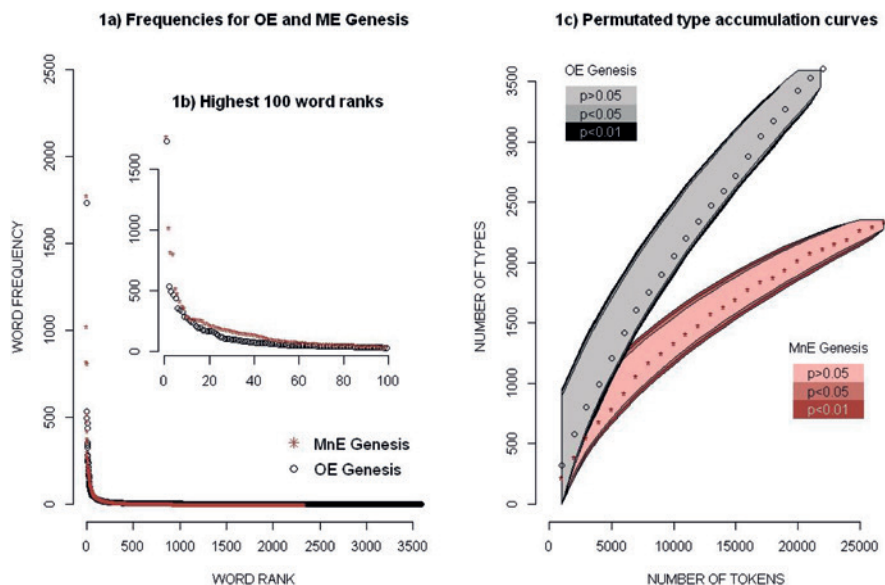 1a) Frequencies for OE and ME Genesis
WORD FREQUENCY
0
500
1000
1500
2000
2500
1b) Highest 100 word ranks
0
500
1000
1500
0
20
40
60
80
100
MnE Genesis
OE Genesis
0
500
1000
1500
2000
2500
3000
3500
WORD RANK
1c) Permutated type accumulation curves
NUMBER OF TYPES
0
500
1000
1500
2000
2500
3000
3500
OE Genesis
p>0.05
p<0.05
p<0.01
MnE Genesis
p>0.05
p<0.05
p<0.01
5000
10000
15000
20000
25000
NUMBER OF TOKENS